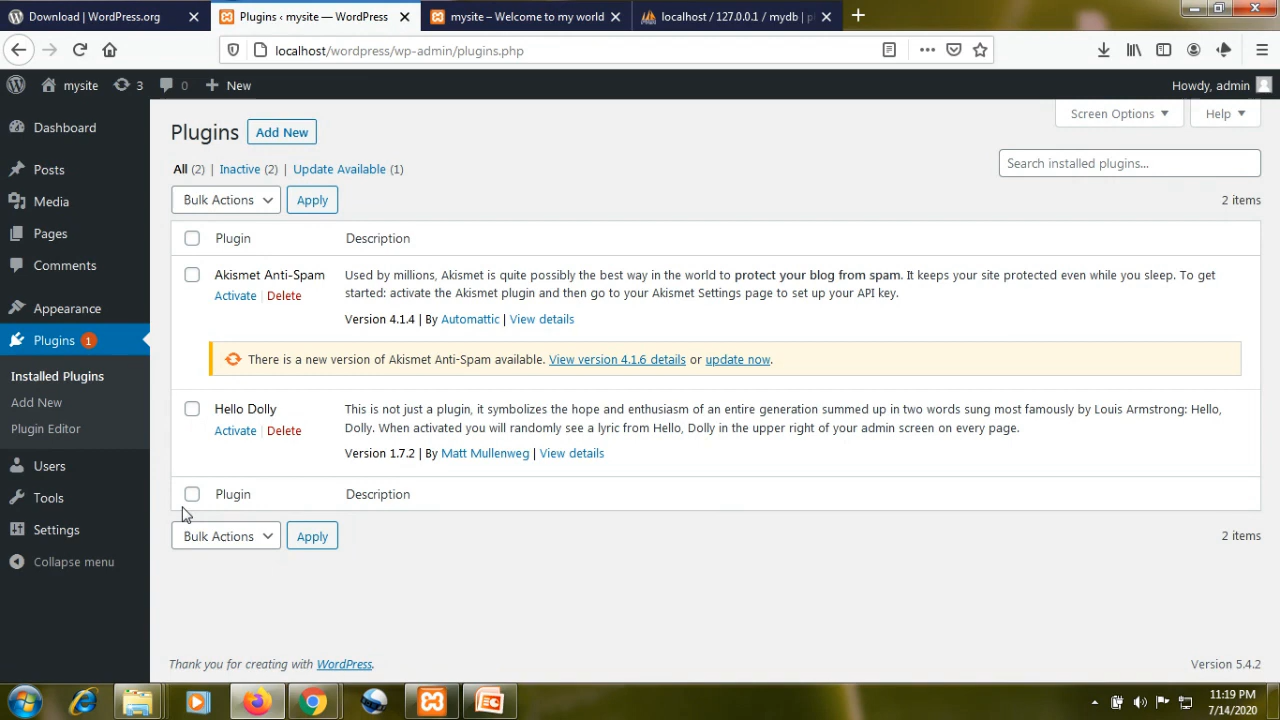 Download | WordPress.org
Plugins ‹ mysite — WordPress
mysite – Welcome to my world
localhost / 127.0.0.1 / mydb | p
localhost/wordpress/wp-admin/plugins.php
mysite
3
0
New
Howdy, admin
Dashboard
Posts
Media
Pages
Comments
Appearance
Plugins 1
Installed Plugins
Add New
Plugin Editor
Users
Tools
Settings
Collapse menu
Screen Options
Help
Plugins
Add New
All (2) | Inactive (2) | Update Available (1)
Search installed plugins...
Bulk Actions
Apply
2 items
Plugin Description
Akismet Anti-Spam
Activate | Delete
Used by millions, Akismet is quite possibly the best way in the world to protect your blog from spam. It keeps your site protected even while you sleep. To get
started: activate the Akismet plugin and then go to your Akismet Settings page to set up your API key.
Version 4.1.4 | By Automattic | View details
There is a new version of Akismet Anti-Spam available. View version 4.1.6 details or update now.
Hello Dolly
Activate | Delete
This is not just a plugin, it symbolizes the hope and enthusiasm of an entire generation summed up in two words sung most famously by Louis Armstrong: Hello,
Dolly. When activated you will randomly see a lyric from Hello, Dolly in the upper right of your admin screen on every page.
Version 1.7.2 | By Matt Mullenweg | View details
Plugin Description
Bulk Actions
Apply
2 items
Thank you for creating with WordPress.
Version 5.4.2
11:19 PM
7/14/2020